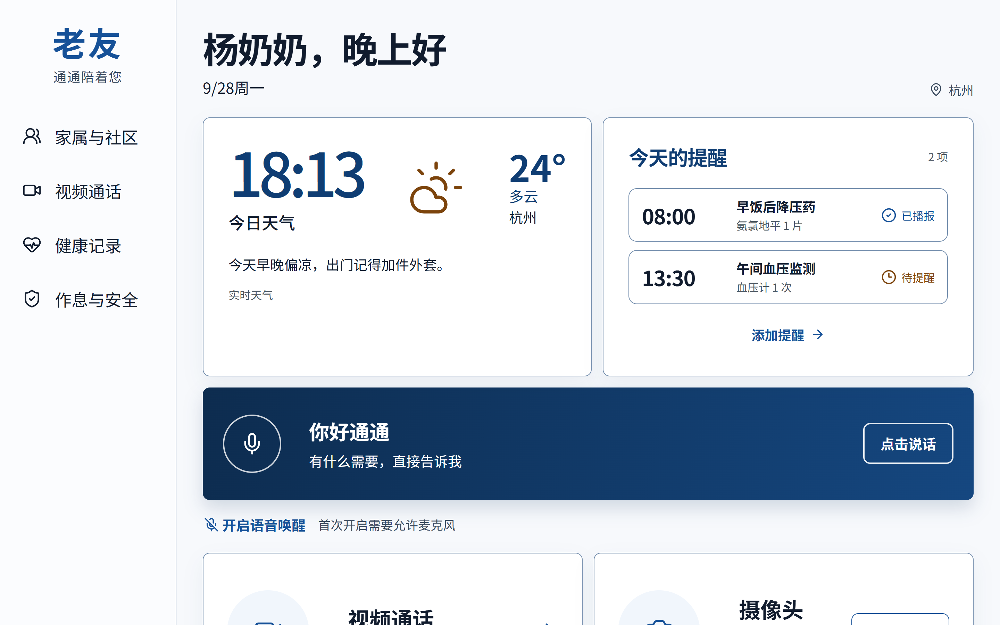 老友
通通陪着您
家属与社区
视频通话
健康记录
作息与安全
杨奶奶，晚上好
9/28周一
杭州
18:13
今日天气
24°
多云
杭州
今天早晚偏凉，出门记得加件外套。
实时天气
今天的提醒
2 项
08:00
早饭后降压药
氨氯地平 1 片
已播报
13:30
午间血压监测
血压计 1 次
待提醒
添加提醒
你好通通
有什么需要，直接告诉我
点击说话
开启语音唤醒
首次开启需要允许麦克风
视频通话
摄像头